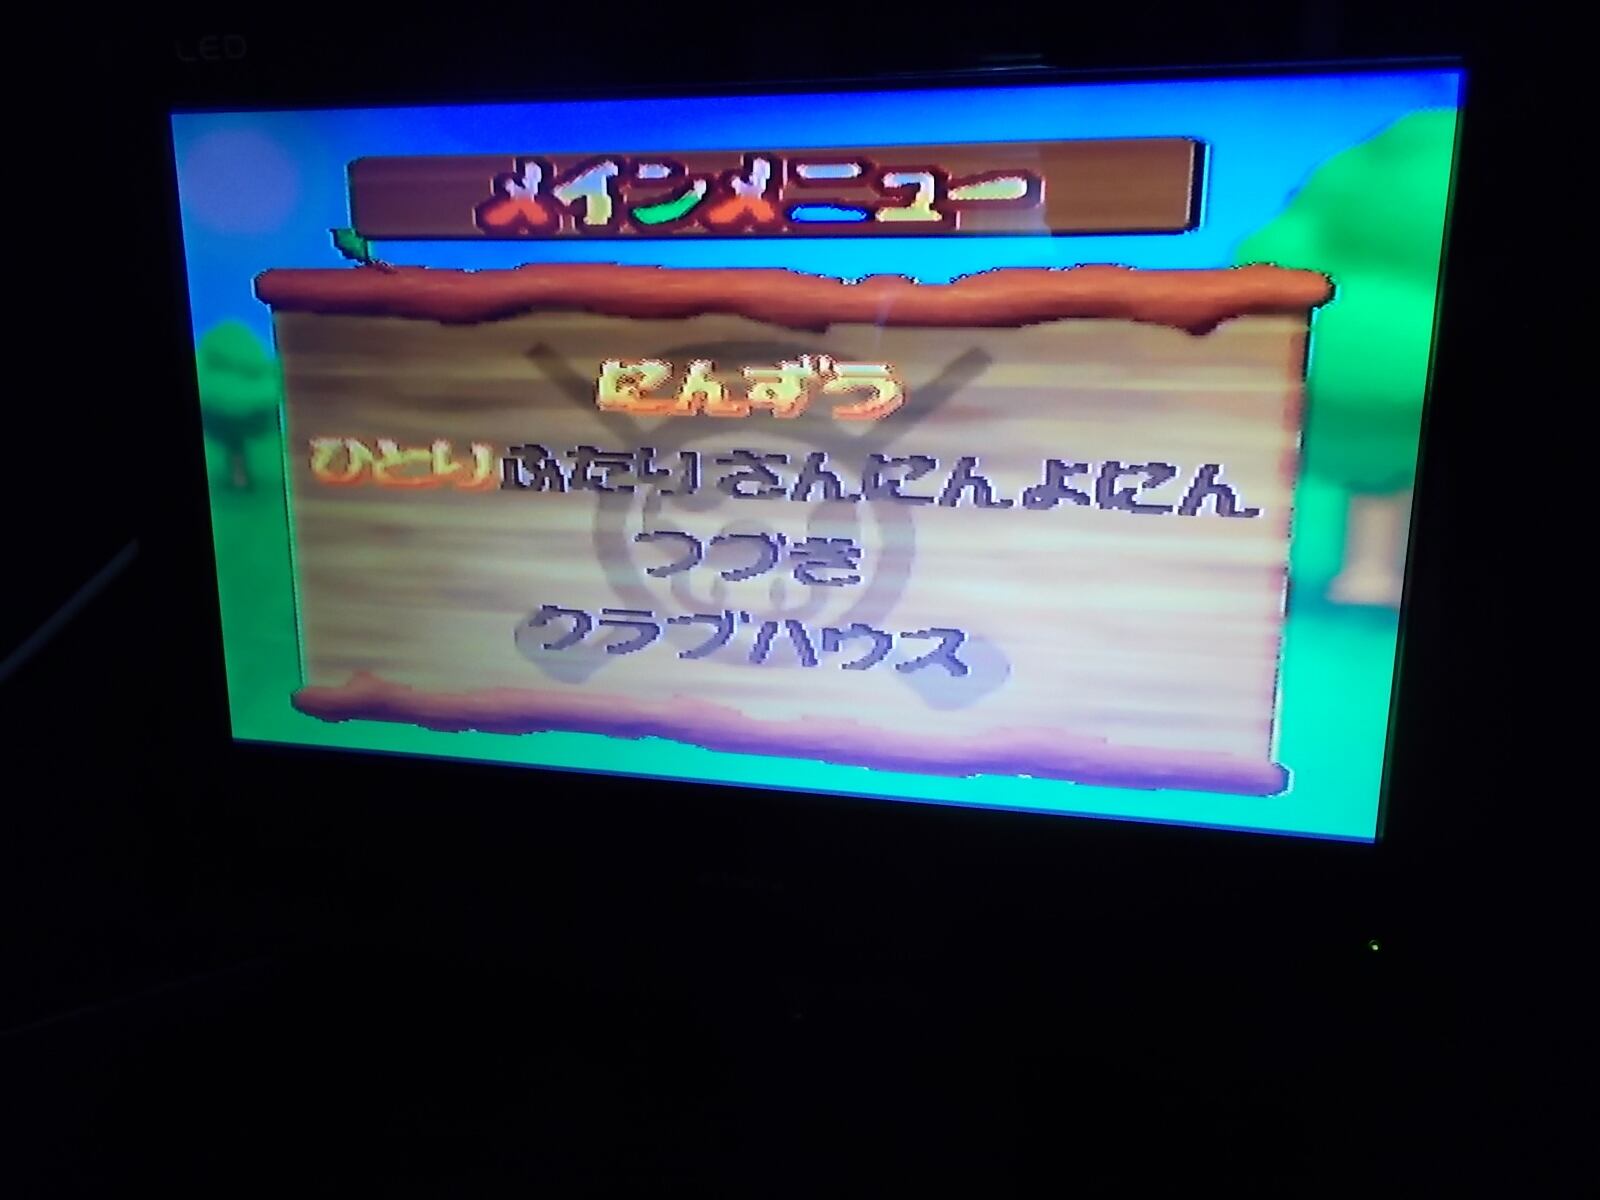 LED
メインメニュー
にんずう
ひとり ふたり さんにん よにん
つづき
クラブハウス